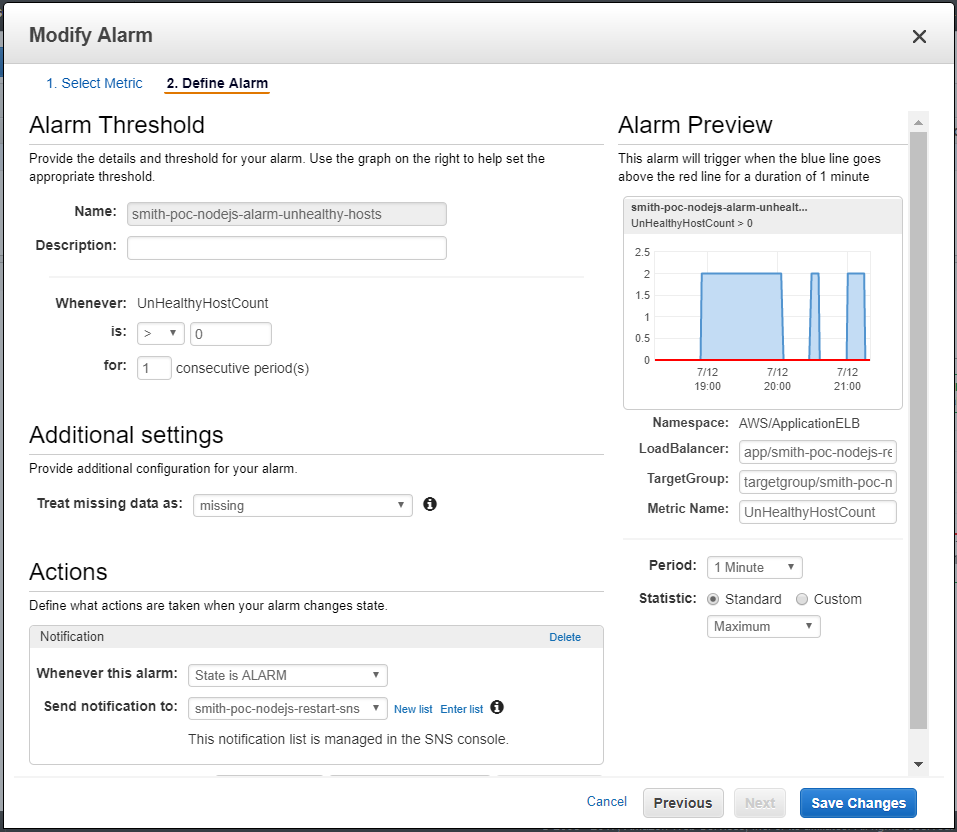 Modify Alarm
1. Select Metric 2. Define Alarm
Alarm Threshold
Provide the details and threshold for your alarm. Use the graph on the right to help set the
appropriate threshold.
Name: smith-poc-nodejs-alarm-unhealthy-hosts
Description:
Whenever: UnHealthyHostCount
is: > 0
for: 1 consecutive period(s)
Additional settings
Provide additional configuration for your alarm.
Treat missing data as: missing
Actions
Define what actions are taken when your alarm changes state.
Notification Delete
Whenever this alarm: State is ALARM
Send notification to: smith-poc-nodejs-restart-sns New list Enter list
This notification list is managed in the SNS console.
Alarm Preview
This alarm will trigger when the blue line goes
above the red line for a duration of 1 minute
smith-poc-nodejs-alarm-unhealt...
UnHealthyHostCount > 0
2.5
2
1.5
1
0.5
0
7/12 7/12 7/12
19:00 20:00 21:00
Namespace: AWS/ApplicationELB
LoadBalancer: app/smith-poc-nodejs-re
TargetGroup: targetgroup/smith-poc-n
Metric Name: UnHealthyHostCount
Period: 1 Minute
Statistic: Standard Custom
Maximum
Cancel Previous Next Save Changes